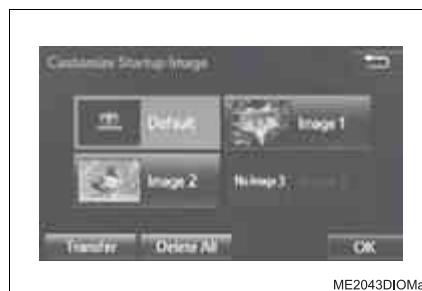 Customize Startup Image
Default
Image 1
Image 2
No Image 3
Transfer
Delete All
OK
ME2043DIOMa